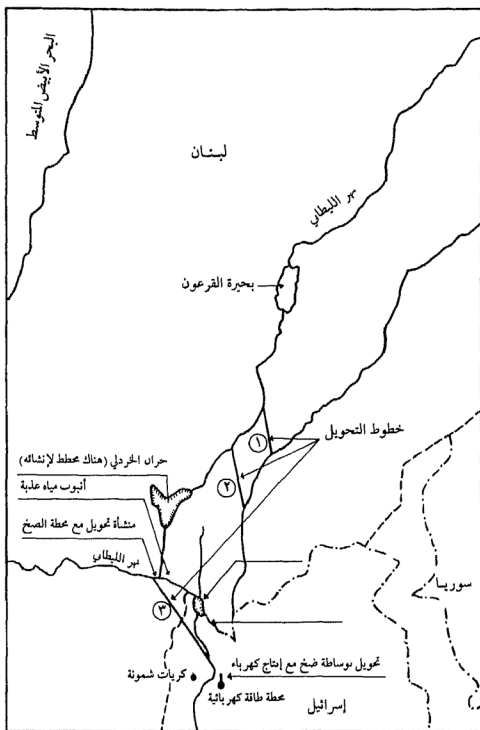 البحر الأبيض المتوسط
لبنان
نهر الليطاني
بحيرة القرعون
خطوط التحويل
١
٢
حران الخردلي (هناك مخطط لإنشائه)
أنبوب مياه عذبة
منشأة تحويل مع محطة الضخ
نهر الليطاني
٣
سوريا
تحويل بوساطة ضخ مع إنتاج كهرباء
كريات شمونة
محطة طاقة كهربائية
إسرائيل